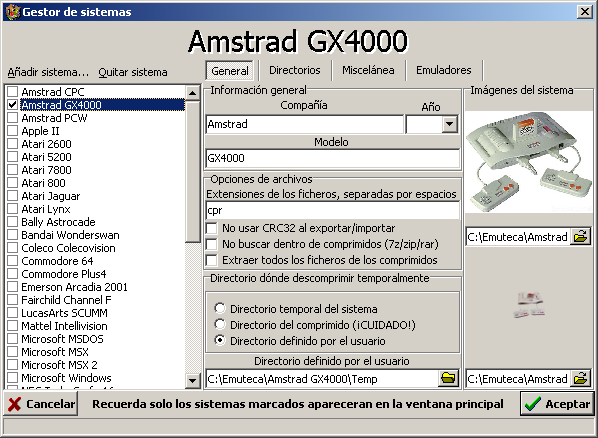 Gestor de sistemas
Amstrad GX4000
Añadir sistema... Quitar sistema
General Directorios Miscelánea Emuladores
Amstrad CPC
Amstrad GX4000
Amstrad PCW
Apple II
Atari 2600
Atari 5200
Atari 7800
Atari 800
Atari Jaguar
Atari Lynx
Bally Astrocade
Bandai Wonderswan
Coleco Colecovision
Commodore 64
Commodore Plus4
Emerson Arcadia 2001
Fairchild Channel F
LucasArts SCUMM
Mattel Intellivision
Microsoft MSDOS
Microsoft MSX
Microsoft MSX 2
Microsoft Windows
Información general
Compañía Año
Amstrad
Modelo
GX4000
Opciones de archivos
Extensiones de los ficheros, separadas por espacios
cpr
No usar CRC32 al exportar/importar
No buscar dentro de comprimidos (7z/zip/rar)
Extraer todos los ficheros de los comprimidos
Directorio dónde descomprimir temporalmente
Directorio temporal del sistema
Directorio del comprimido (¡CUIDADO!)
Directorio definido por el usuario
Directorio definido por el usuario
C:\Emuteca\Amstrad GX4000\Temp
Imágenes del sistema
C:\Emuteca\Amstrad
C:\Emuteca\Amstrad
Cancelar
Recuerda solo los sistemas marcados apareceran en la ventana principal
Aceptar